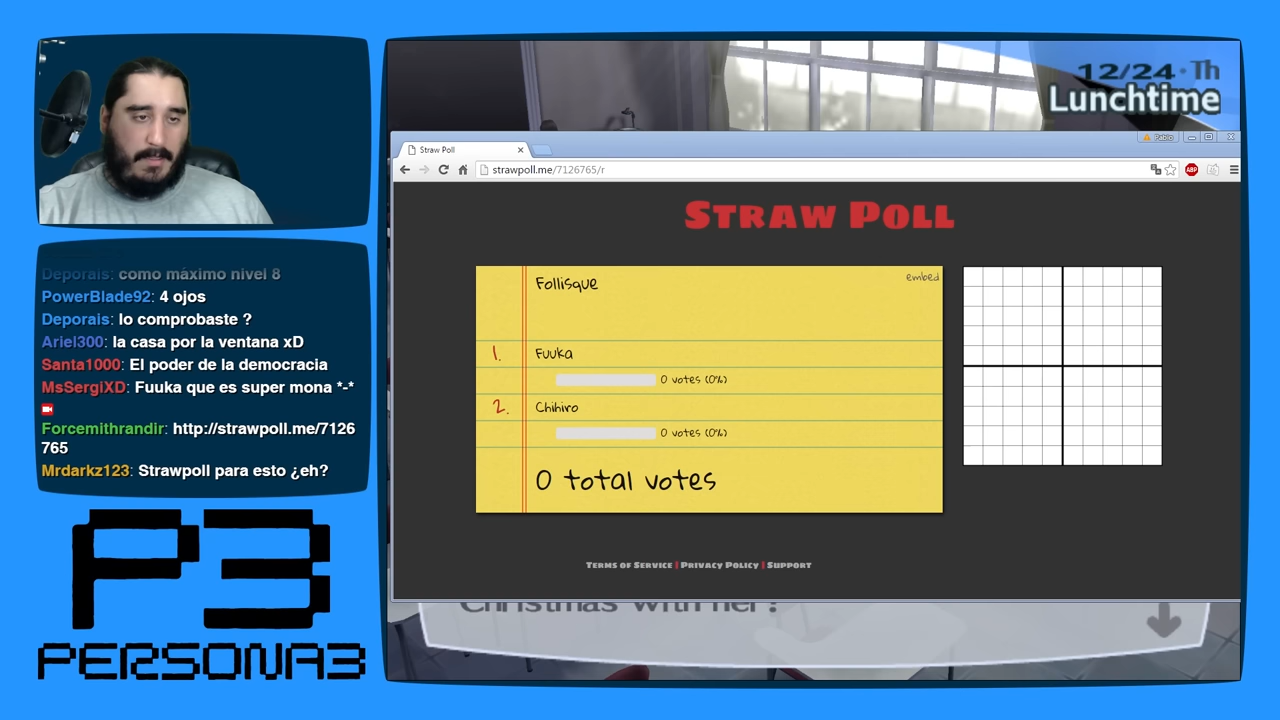 Deporais: como máximo nivel 8
PowerBlade92: 4 ojos
Deporais: lo comprobaste ?
Ariel300: la casa por la ventana xD
Santa1000: El poder de la democracia
MsSergiXD: Fuuka que es super mona *-*
Forcemithrandir: http://strawpoll.me/7126
765
Mrdarkz123: Strawpoll para esto ¿eh?
P3
PERSONA3
12/24·Th
Lunchtime
Pablo
Straw Poll
strawpoll.me/7126765/r
ABP
STRAW POLL
Follisque
embed
1. Fuuka
0 votes (0%)
2. Chihiro
0 votes (0%)
0 total votes
TERMS OF SERVICE | PRIVACY POLICY | SUPPORT
Christmas with her?